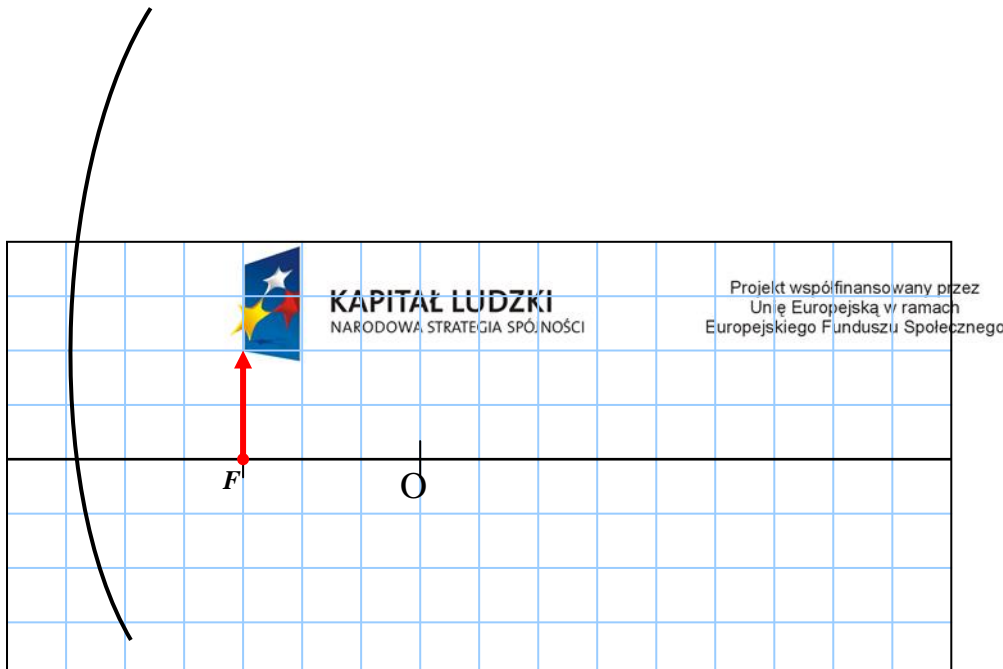 KAPITAŁ LUDZKI
NARODOWA STRATEGIA SPÓJNOŚCI
Projekt współfinansowany przez
Unię Europejską w ramach
Europejskiego Funduszu Społecznego
F
O